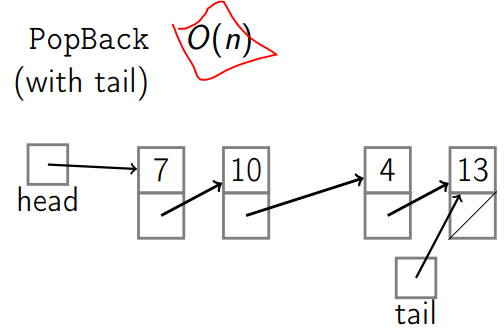 PopBack O(n)
(with tail)
7 10 4 13
head
tail